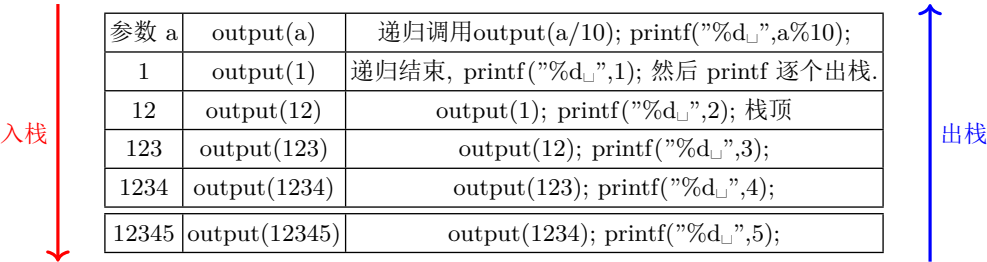 参数 a output(a) 递归调用output(a/10); printf("%d␣",a%10);
1 output(1) 递归结束, printf("%d␣",1); 然后 printf 逐个出栈.
12 output(12) output(1); printf("%d␣",2); 栈顶
入栈
出栈
123 output(123) output(12); printf("%d␣",3);
1234 output(1234) output(123); printf("%d␣",4);
12345 output(12345) output(1234); printf("%d␣",5);